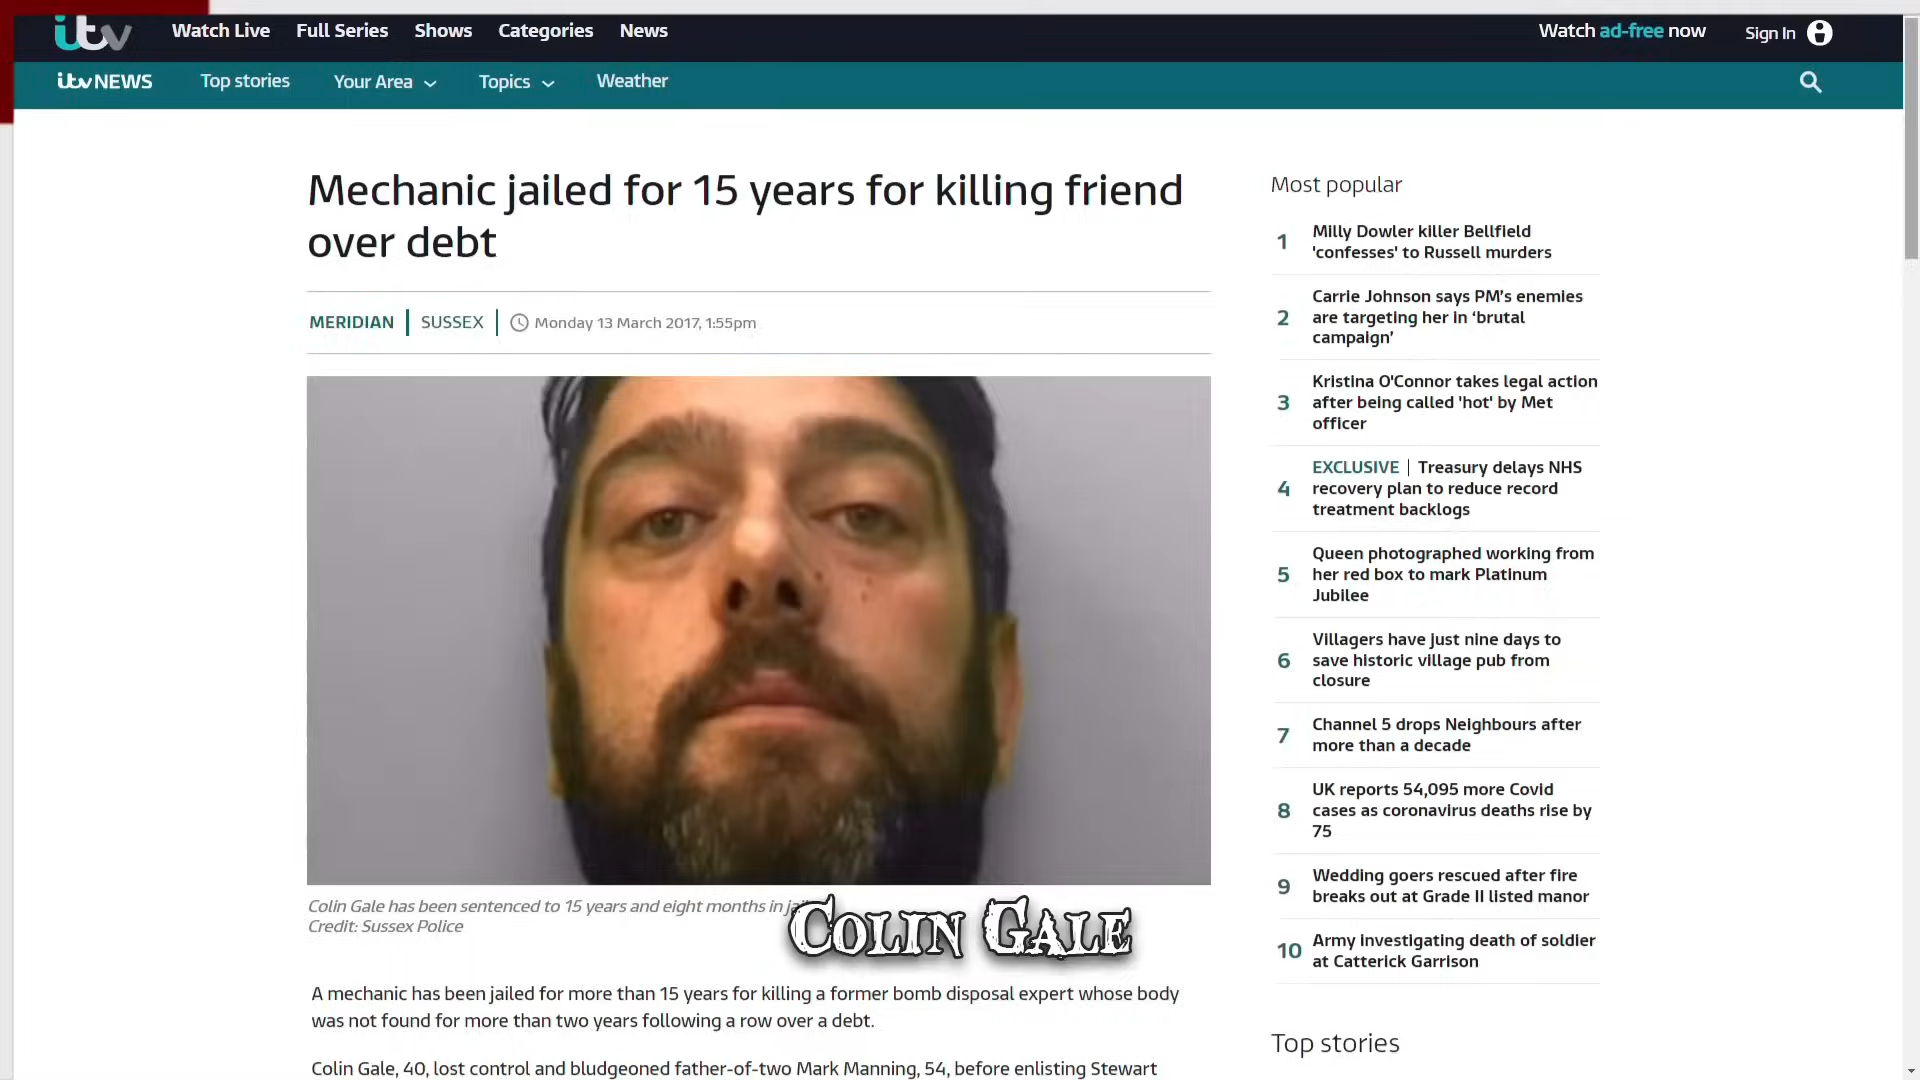 itv Watch Live Full Series Shows Categories News Watch ad-free now Sign In
itv NEWS Top stories Your Area Topics Weather
Mechanic jailed for 15 years for killing friend
over debt
MERIDIAN SUSSEX Monday 13 March 2017, 1:55pm
Colin Gale has been sentenced to 15 years and eight months in
Credit: Sussex Police
Colin Gale
A mechanic has been jailed for more than 15 years for killing a former bomb disposal expert whose body
was not found for more than two years following a row over a debt.
Colin Gale, 40, lost control and bludgeoned father-of-two Mark Manning, 54, before enlisting Stewart
Most popular
1 Milly Dowler killer Bellfield
'confesses' to Russell murders
2 Carrie Johnson says PM’s enemies
are targeting her in ‘brutal
campaign’
3 Kristina O'Connor takes legal action
after being called 'hot' by Met
officer
4 EXCLUSIVE | Treasury delays NHS
recovery plan to reduce record
treatment backlogs
5 Queen photographed working from
her red box to mark Platinum
Jubilee
6 Villagers have just nine days to
save historic village pub from
closure
7 Channel 5 drops Neighbours after
more than a decade
8 UK reports 54,095 more Covid
cases as coronavirus deaths rise by
75
9 Wedding goers rescued after fire
breaks out at Grade II listed manor
10 Army investigating death of soldier
at Catterick Garrison
Top stories